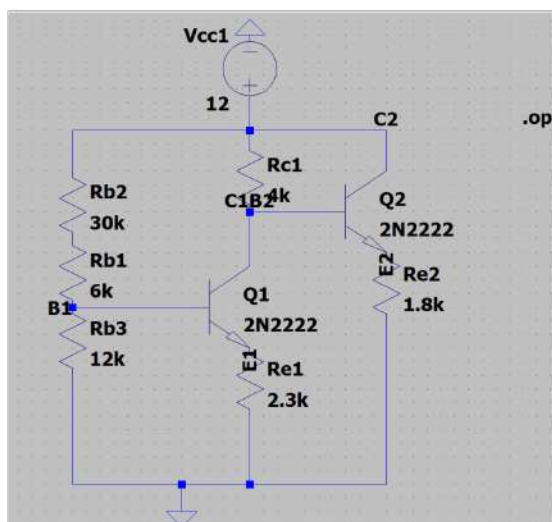 Vcc1
12
C2
.op
Rc1
4k
C1B2
Rb2
30k
Q2
2N2222
Rb1
6k
E2
Re2
1.8k
Q1
2N2222
B1
Rb3
12k
E1
Re1
2.3k